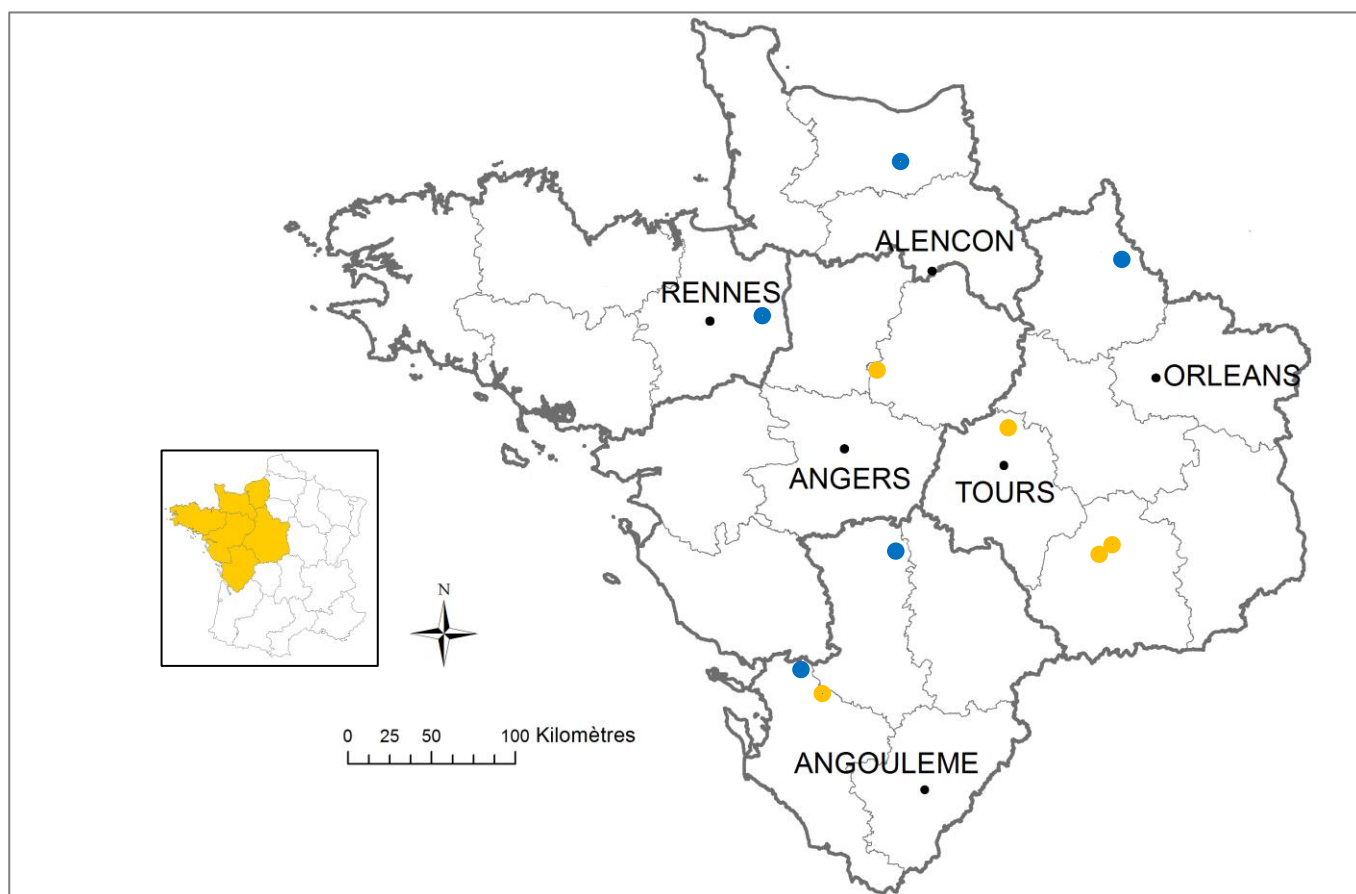 ALENCON
RENNES
ORLEANS
ANGERS
TOURS
N
0 25 50 100 Kilomètres
ANGOULEME